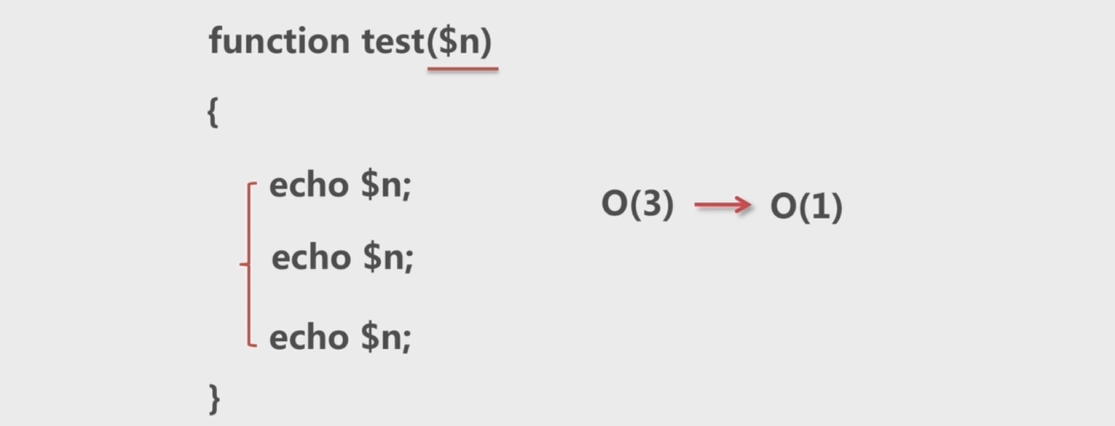 function test($n)
{
echo $n;
echo $n;
echo $n;
}
O(3) → O(1)